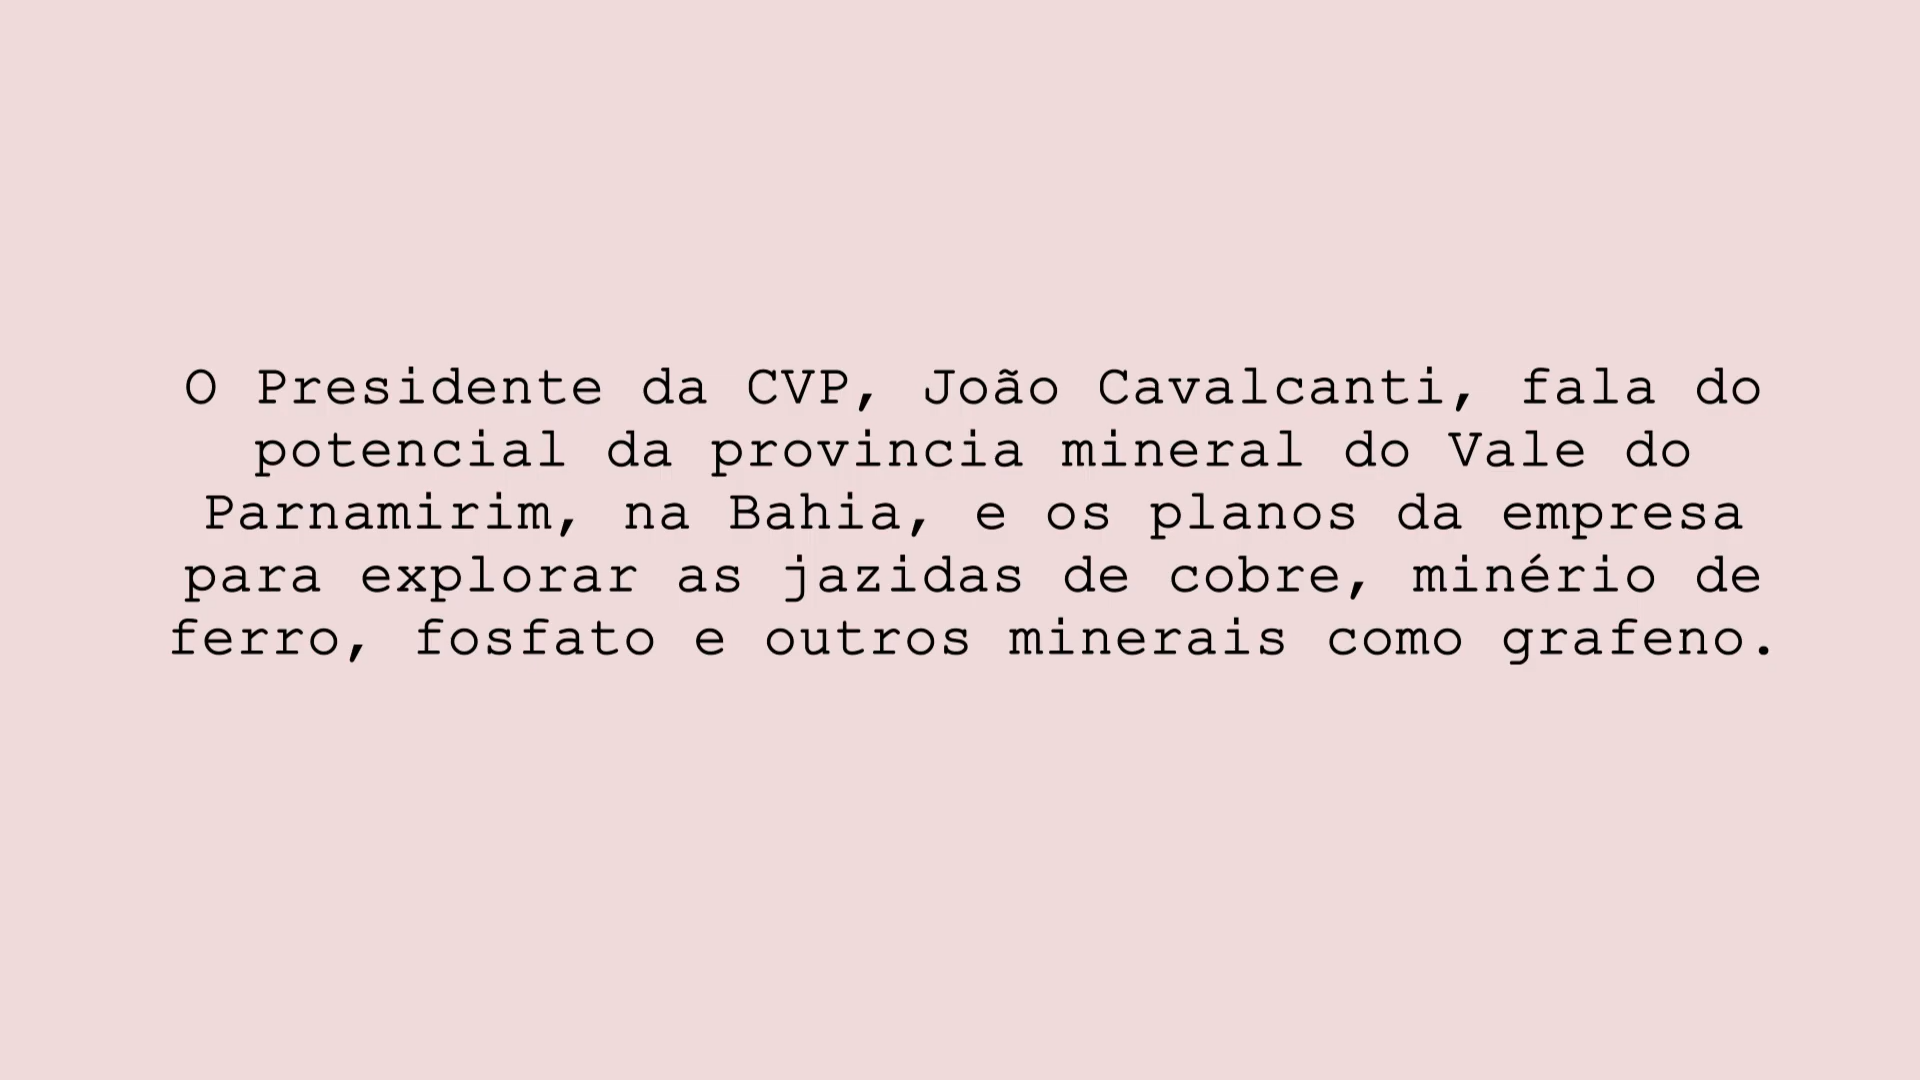 O Presidente da CVP, João Cavalcanti, fala do
potencial da provincia mineral do Vale do
Parnamirim, na Bahia, e os planos da empresa
para explorar as jazidas de cobre, minério de
ferro, fosfato e outros minerais como grafeno.